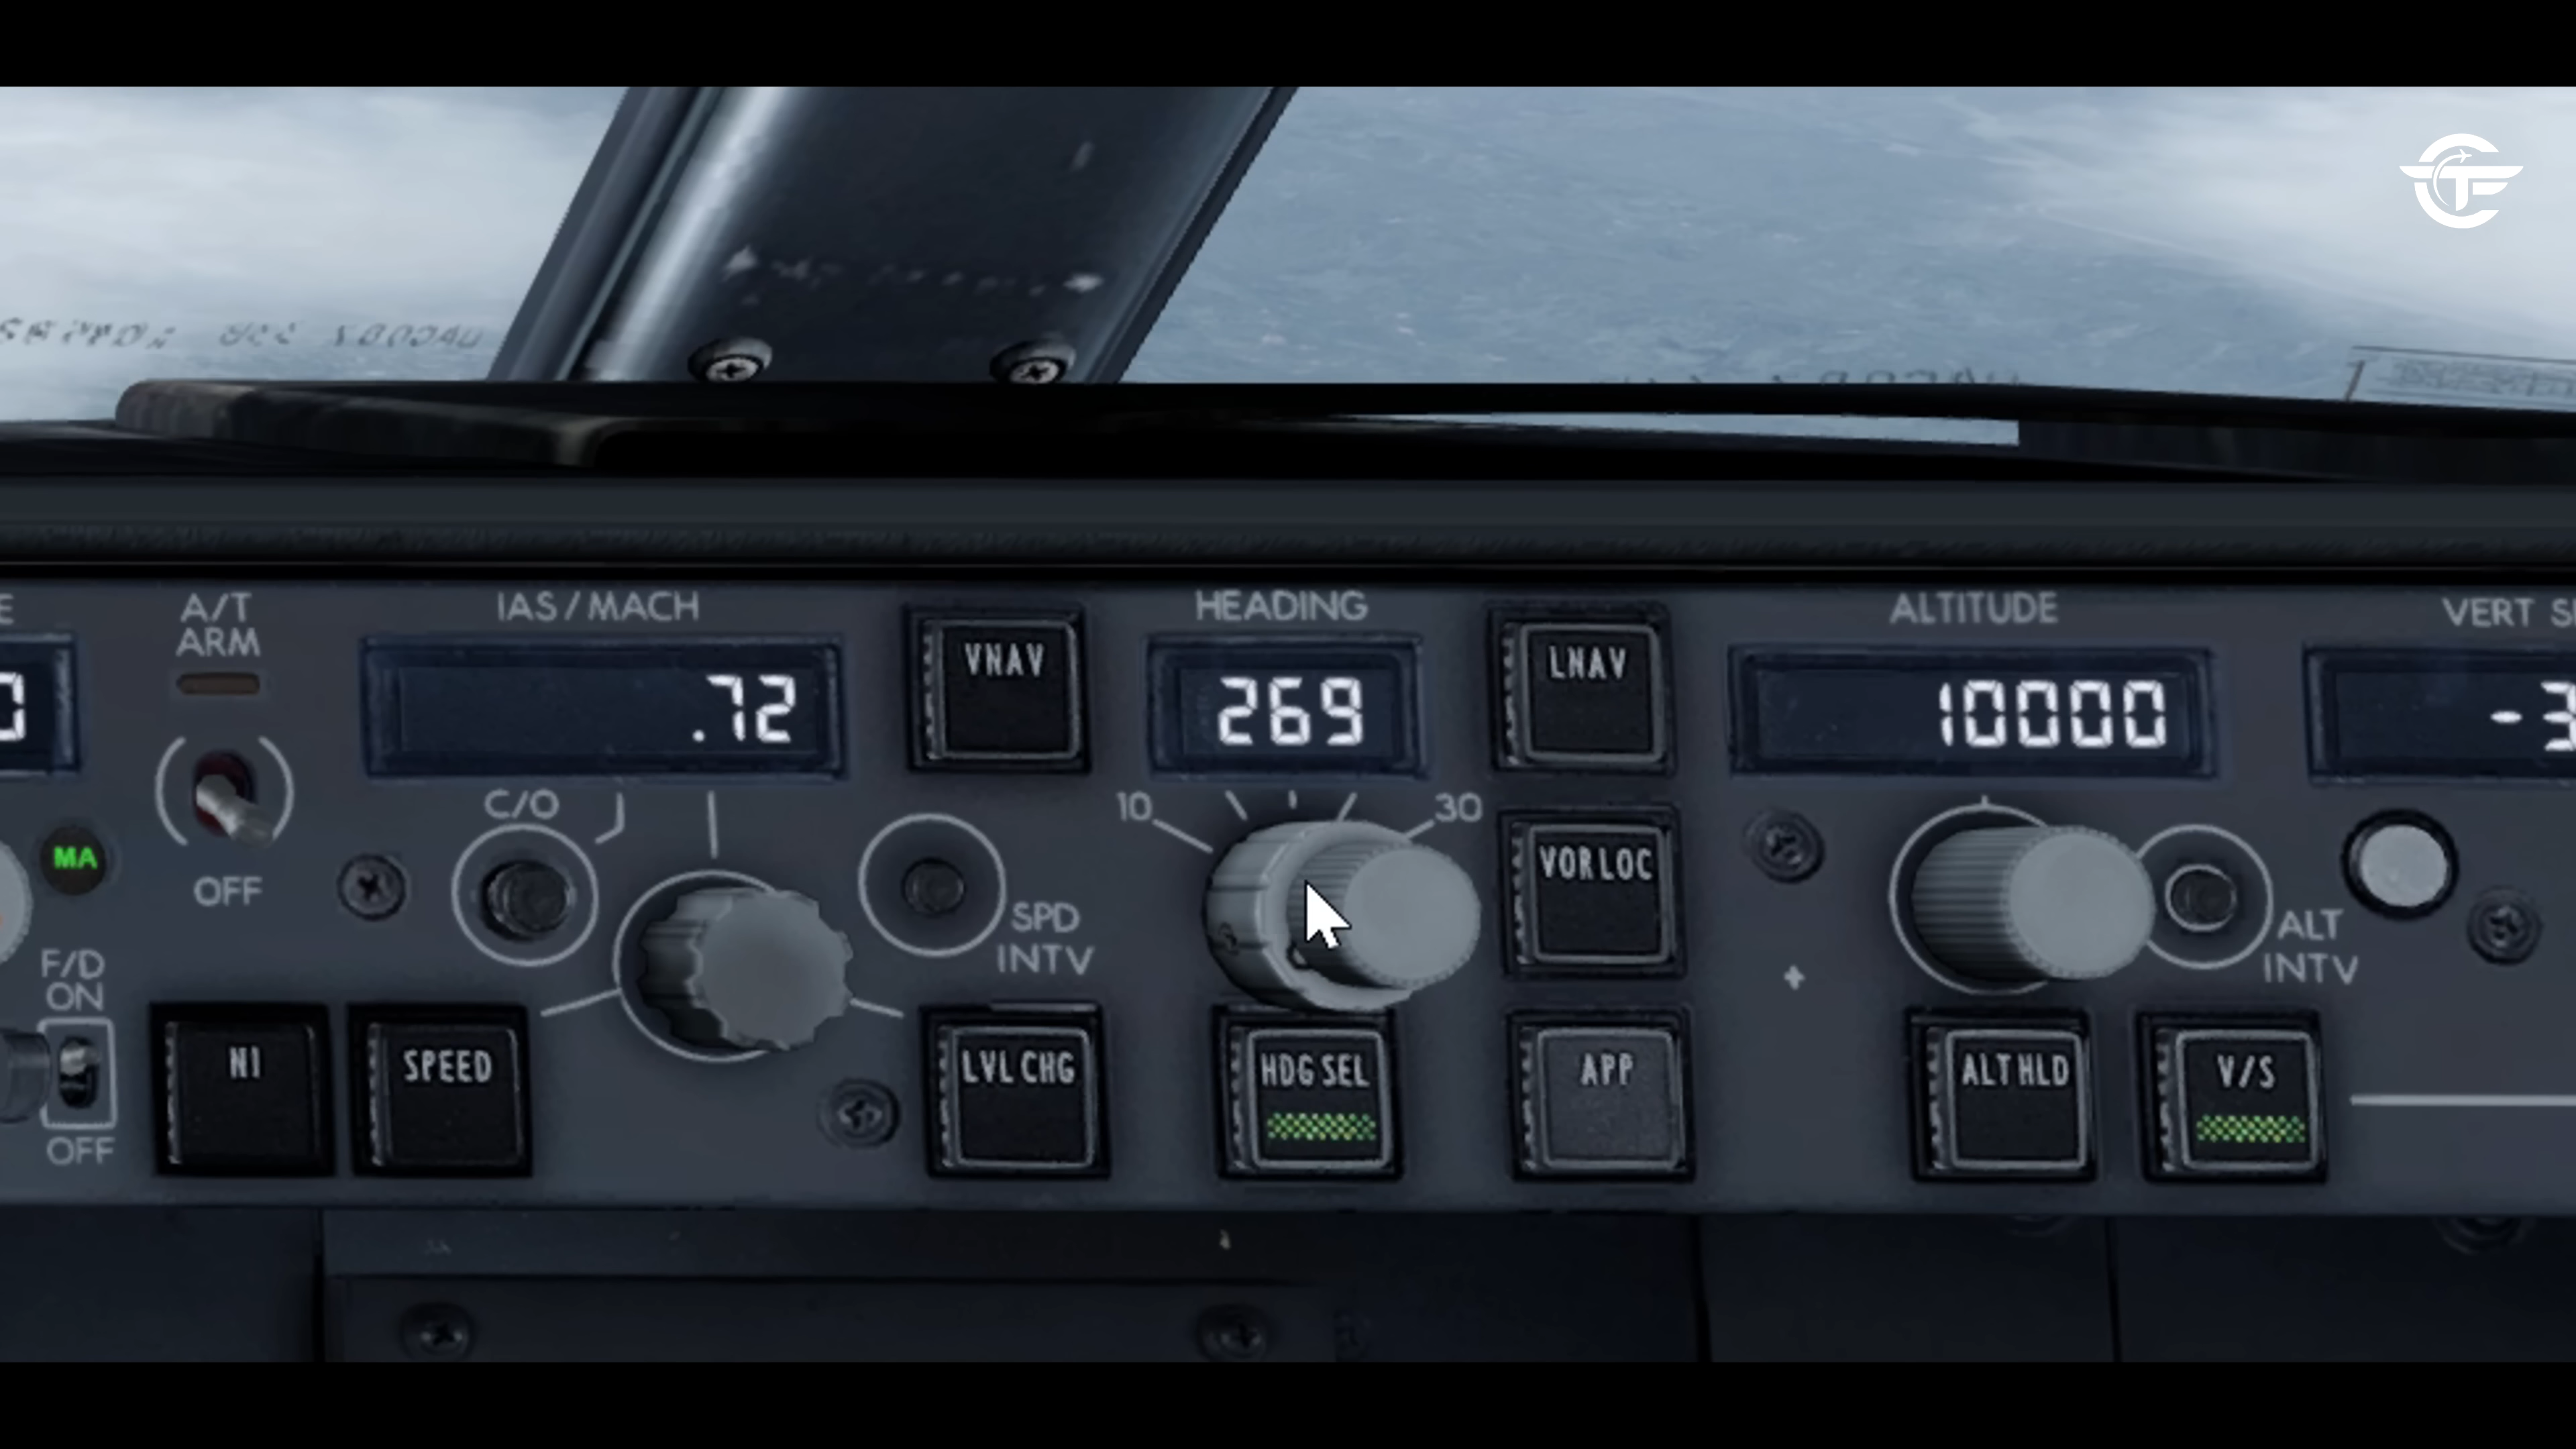 A/T
ARM
IAS/MACH
HEADING
ALTITUDE
VERT
VNAV
LNAV
.72
269
10000
C/O
10
30
MA
OFF
SPD
INTV
VOR LOC
ALT
INTV
F/D
ON
OFF
N1
SPEED
LVL CHG
HDG SEL
APP
ALT HLD
V/S